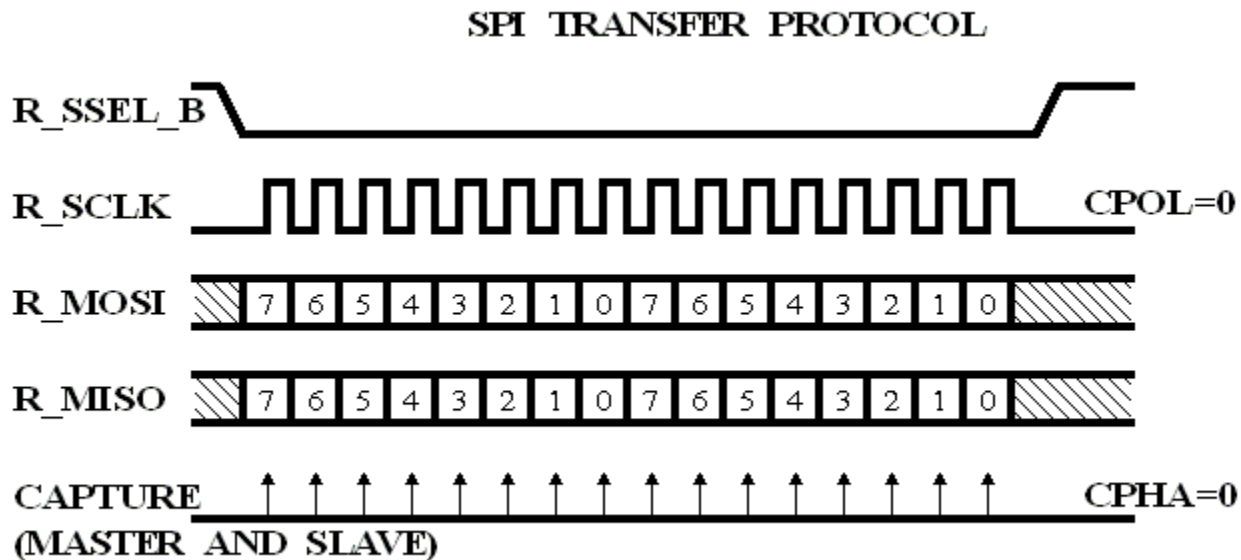 SPI TRANSFER PROTOCOL
R_SSEL_B
R_SCLK CPOL=0
R_MOSI 7 6 5 4 3 2 1 0 7 6 5 4 3 2 1 0
R_MISO 7 6 5 4 3 2 1 0 7 6 5 4 3 2 1 0
CAPTURE CPHA=0
(MASTER AND SLAVE)